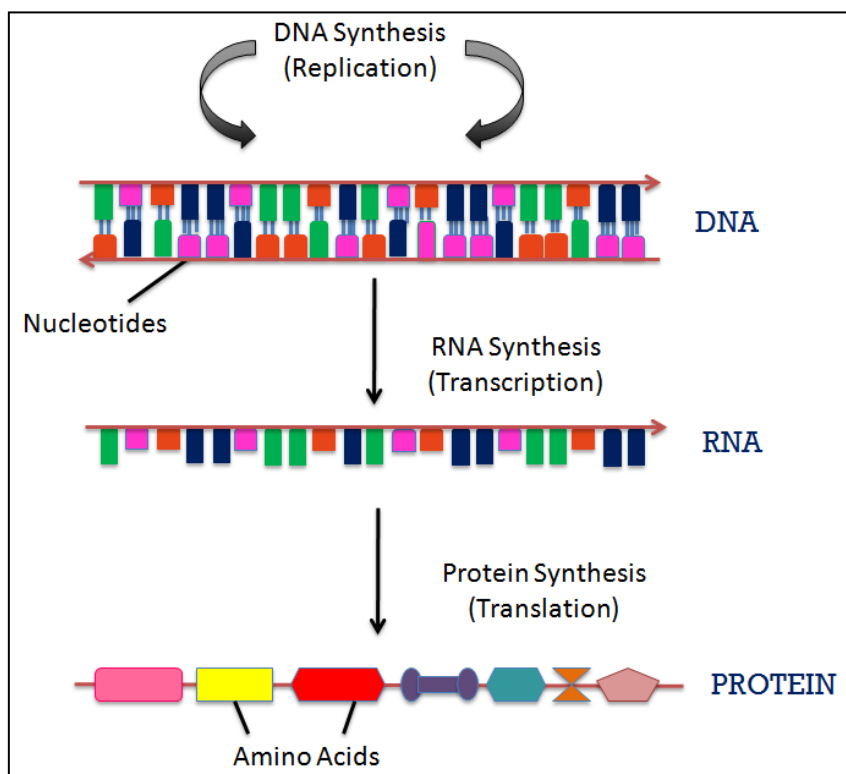 DNA Synthesis
(Replication)
DNA
Nucleotides
RNA Synthesis
(Transcription)
RNA
Protein Synthesis
(Translation)
PROTEIN
Amino Acids